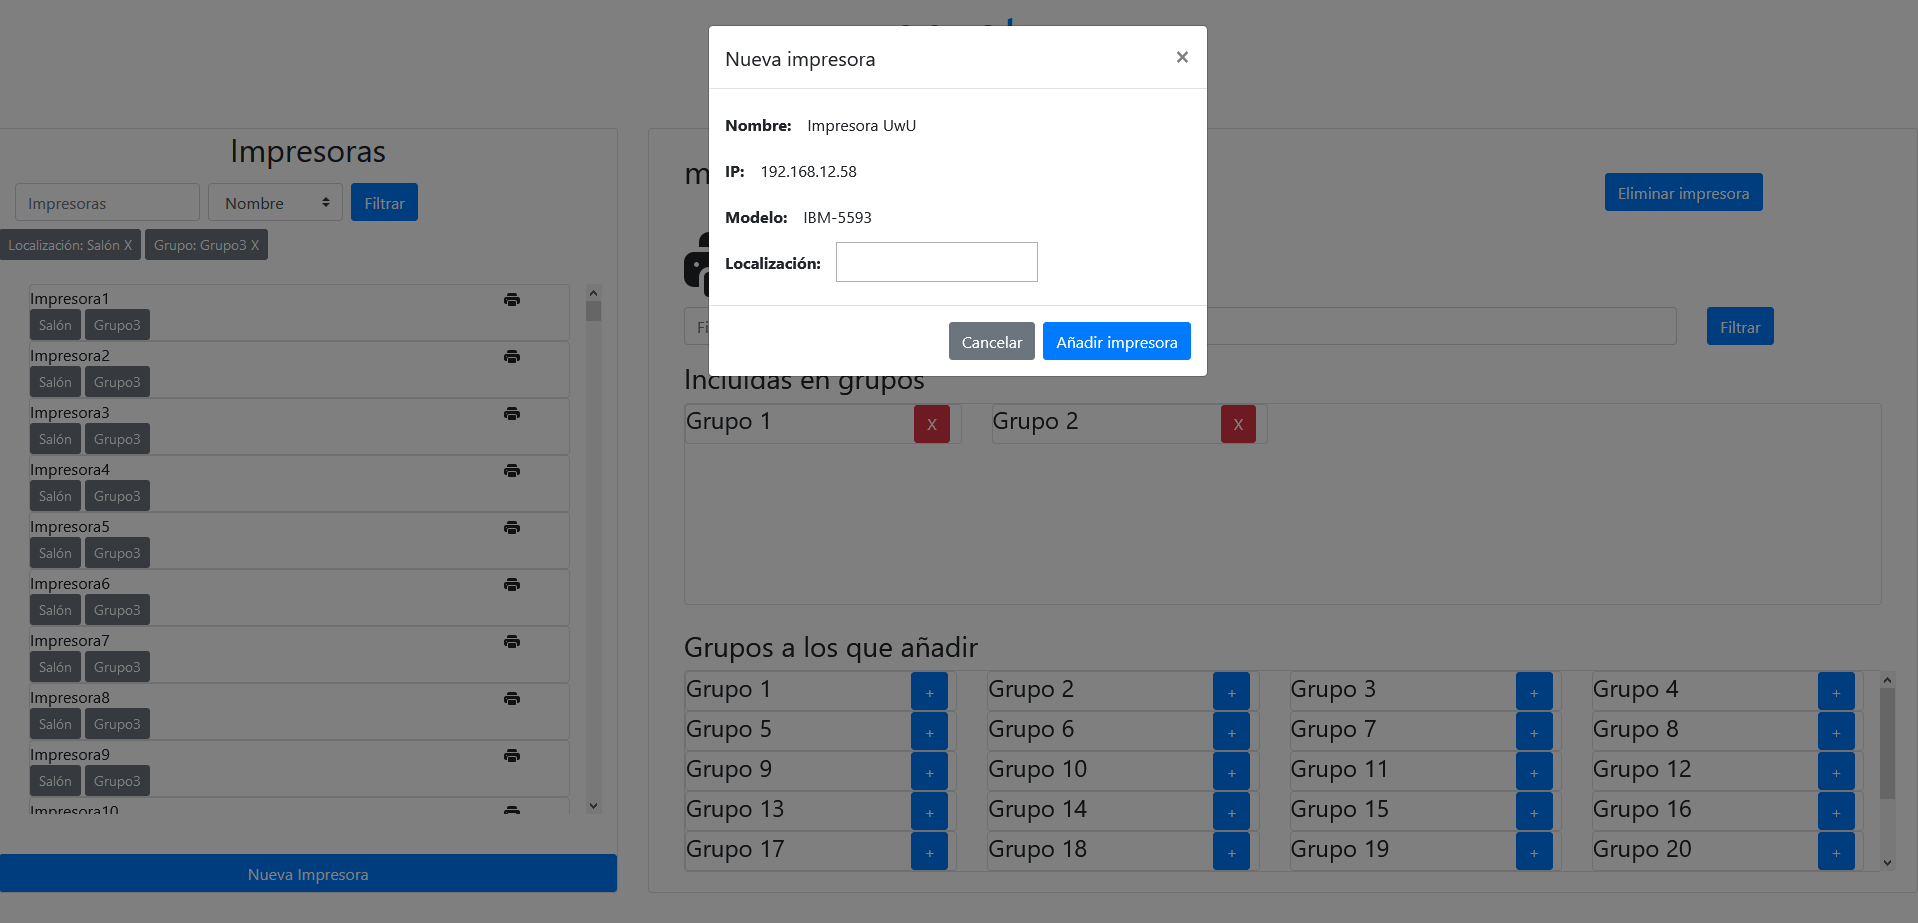 Nueva impresora ×
Nombre: Impresora UwU
IP: 192.168.12.58
Modelo: IBM-5593
Localización:
Cancelar Añadir impresora
Impresoras
Impresoras Nombre Filtrar
Localización: Salón X Grupo: Grupo3 X
Impresora1
Salón Grupo3
Impresora2
Salón Grupo3
Impresora3
Salón Grupo3
Impresora4
Salón Grupo3
Impresora5
Salón Grupo3
Impresora6
Salón Grupo3
Impresora7
Salón Grupo3
Impresora8
Salón Grupo3
Impresora9
Salón Grupo3
Impresora10
Nueva Impresora
Eliminar impresora
Filtrar
Incluidas en grupos
Grupo 1 X Grupo 2 X
Grupos a los que añadir
Grupo 1 + Grupo 2 + Grupo 3 + Grupo 4 +
Grupo 5 + Grupo 6 + Grupo 7 + Grupo 8 +
Grupo 9 + Grupo 10 + Grupo 11 + Grupo 12 +
Grupo 13 + Grupo 14 + Grupo 15 + Grupo 16 +
Grupo 17 + Grupo 18 + Grupo 19 + Grupo 20 +